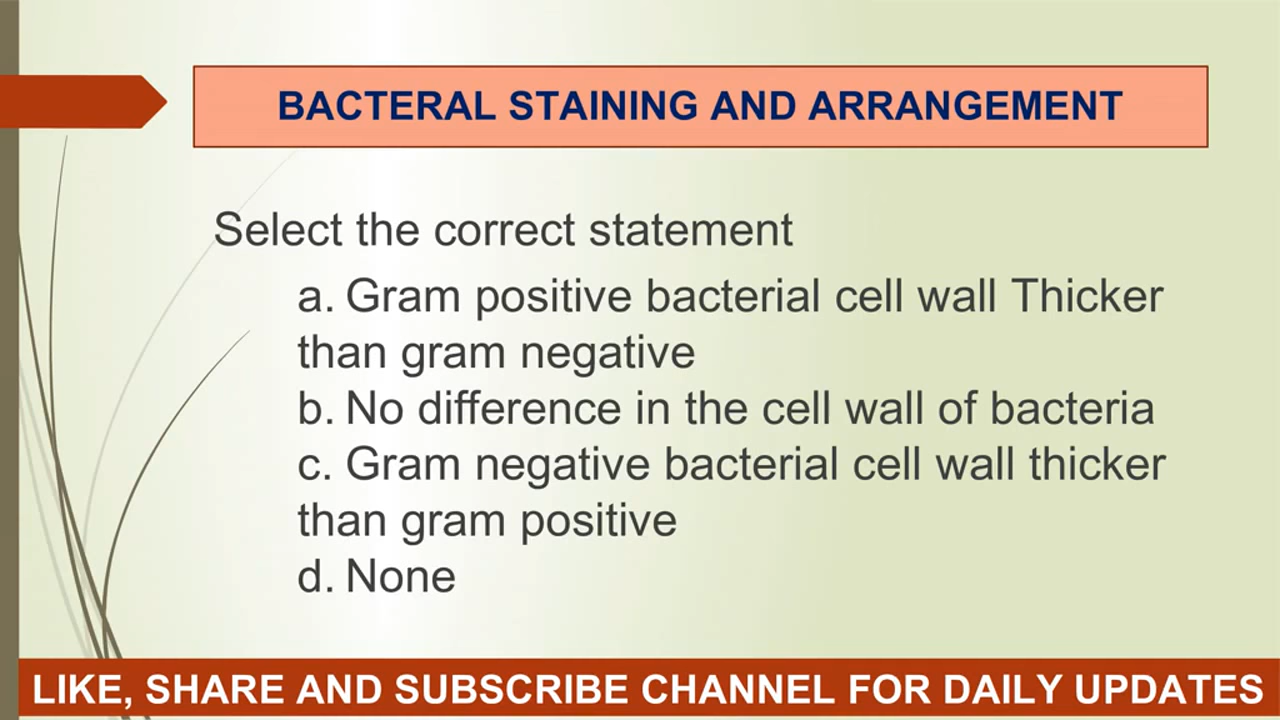 BACTERAL STAINING AND ARRANGEMENT
Select the correct statement
a. Gram positive bacterial cell wall Thicker
than gram negative
b. No difference in the cell wall of bacteria
c. Gram negative bacterial cell wall thicker
than gram positive
d. None
LIKE, SHARE AND SUBSCRIBE CHANNEL FOR DAILY UPDATES